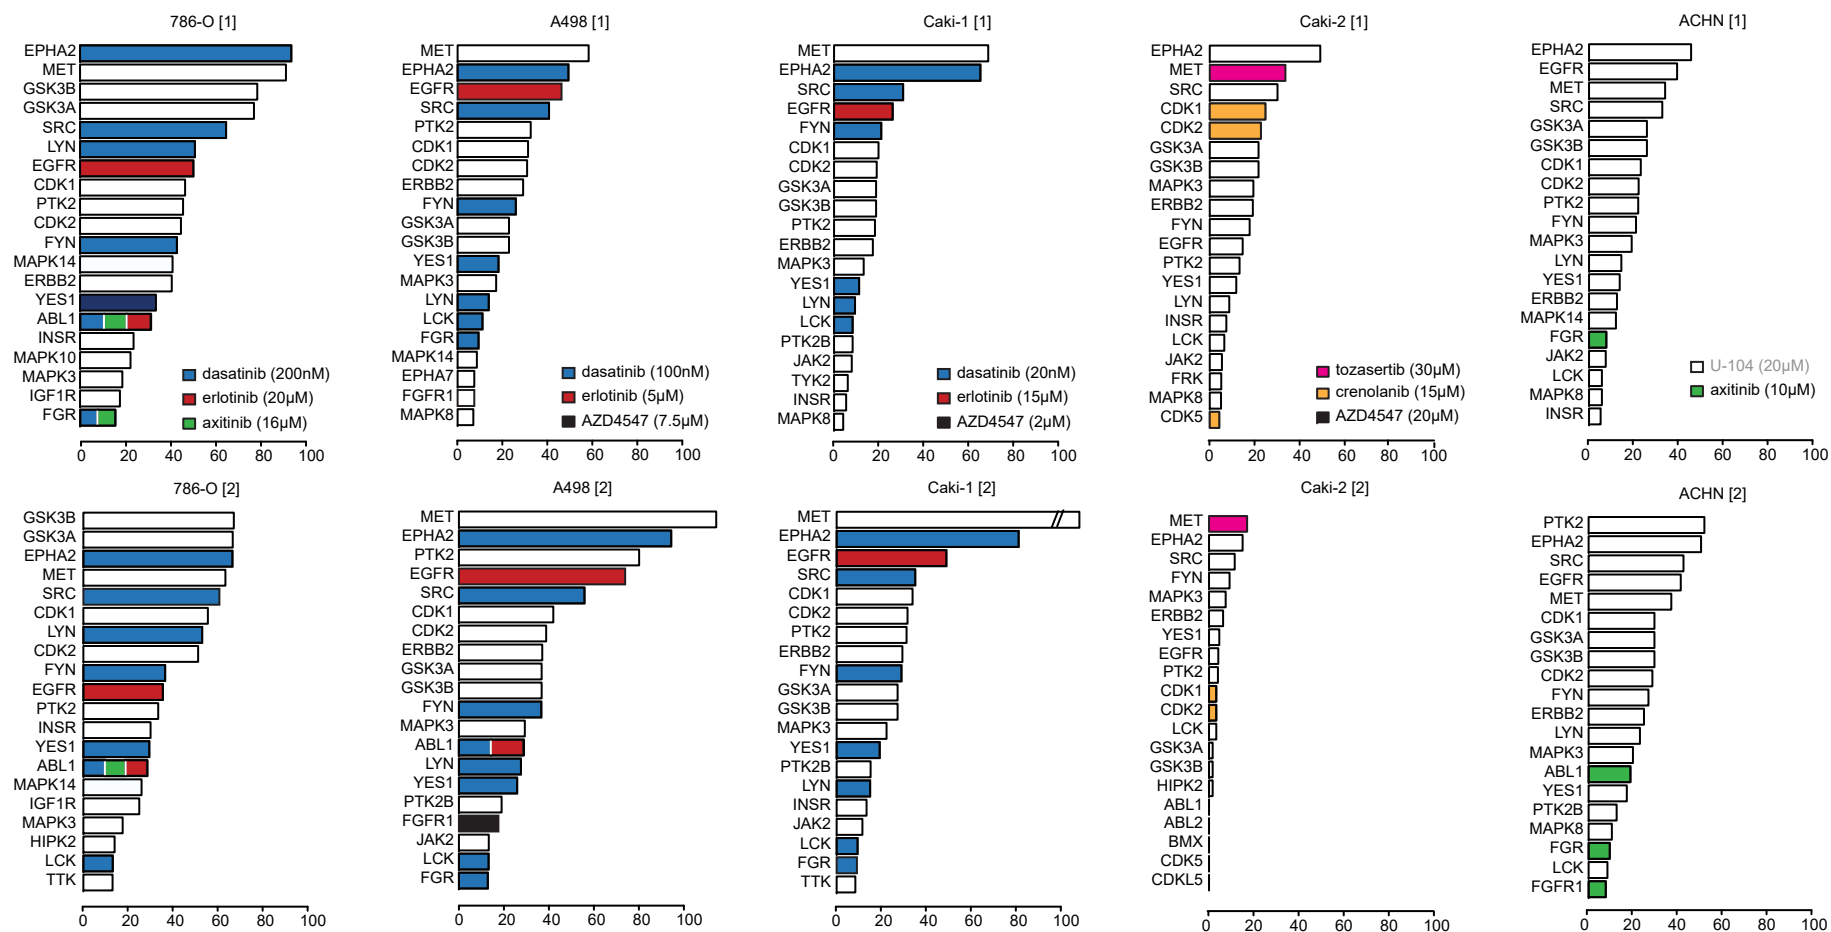 786-O [1]
EPHA2
MET
GSK3B
GSK3A
SRC
LYN
EGFR
CDK1
PTK2
CDK2
FYN
MAPK14
ERBB2
YES1
ABL1
INSR
MAPK10
MAPK3
IGF1R
FGR
dasatinib (200nM)
erlotinib (20µM)
axitinib (16µM)
0 20 40 60 80 100
A498 [1]
MET
EPHA2
EGFR
SRC
PTK2
CDK1
CDK2
ERBB2
FYN
GSK3A
GSK3B
YES1
MAPK3
LYN
LCK
FGR
MAPK14
EPHA7
FGFR1
MAPK8
dasatinib (100nM)
erlotinib (5µM)
AZD4547 (7.5µM)
0 20 40 60 80 100
Caki-1 [1]
MET
EPHA2
SRC
EGFR
FYN
CDK1
CDK2
GSK3A
GSK3B
PTK2
ERBB2
MAPK3
YES1
LYN
LCK
PTK2B
JAK2
TYK2
INSR
MAPK8
dasatinib (20nM)
erlotinib (15µM)
AZD4547 (2µM)
0 20 40 60 80 100
Caki-2 [1]
EPHA2
MET
SRC
CDK1
CDK2
GSK3A
GSK3B
MAPK3
ERBB2
FYN
EGFR
PTK2
YES1
LYN
INSR
LCK
JAK2
FRK
MAPK8
CDK5
tozasertib (30µM)
crenolanib (15µM)
AZD4547 (20µM)
0 20 40 60 80 100
ACHN [1]
EPHA2
EGFR
MET
SRC
GSK3A
GSK3B
CDK1
CDK2
PTK2
FYN
MAPK3
LYN
YES1
ERBB2
MAPK14
FGR
JAK2
LCK
MAPK8
INSR
U-104 (20µM)
axitinib (10µM)
0 20 40 60 80 100
786-O [2]
GSK3B
GSK3A
EPHA2
MET
SRC
CDK1
LYN
CDK2
FYN
EGFR
PTK2
INSR
YES1
ABL1
MAPK14
IGF1R
MAPK3
HIPK2
LCK
TTK
0 20 40 60 80 100
A498 [2]
MET
EPHA2
PTK2
EGFR
SRC
CDK1
CDK2
ERBB2
GSK3A
GSK3B
FYN
MAPK3
ABL1
LYN
YES1
PTK2B
FGFR1
JAK2
LCK
FGR
0 20 40 60 80 100
Caki-1 [2]
MET
EPHA2
EGFR
SRC
CDK1
CDK2
PTK2
ERBB2
FYN
GSK3A
GSK3B
MAPK3
YES1
PTK2B
LYN
INSR
JAK2
LCK
FGR
TTK
0 20 40 60 80 100
Caki-2 [2]
MET
EPHA2
SRC
FYN
MAPK3
ERBB2
YES1
EGFR
PTK2
CDK1
CDK2
LCK
GSK3A
GSK3B
HIPK2
ABL1
ABL2
BMX
CDK5
CDKL5
0 20 40 60 80 100
ACHN [2]
PTK2
EPHA2
SRC
EGFR
MET
CDK1
GSK3A
GSK3B
CDK2
FYN
ERBB2
LYN
MAPK3
ABL1
YES1
PTK2B
MAPK8
FGR
LCK
FGFR1
0 20 40 60 80 100